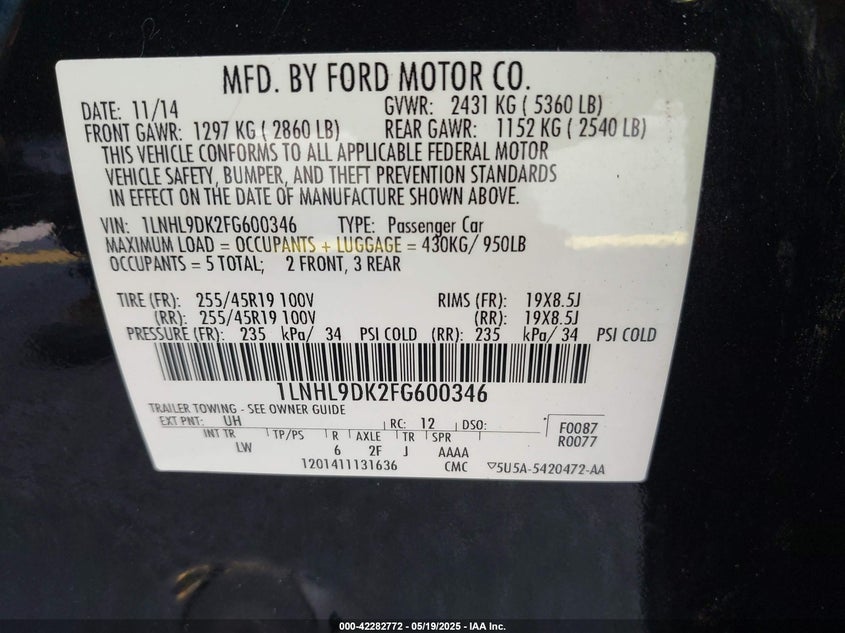 MFD. BY FORD MOTOR CO.
DATE: 11/14 GVWR: 2431 KG ( 5360 LB)
FRONT GAWR: 1297 KG ( 2860 LB) REAR GAWR: 1152 KG ( 2540 LB)
THIS VEHICLE CONFORMS TO ALL APPLICABLE FEDERAL MOTOR
VEHICLE SAFETY, BUMPER, AND THEFT PREVENTION STANDARDS
IN EFFECT ON THE DATE OF MANUFACTURE SHOWN ABOVE.
VIN: 1LNHL9DK2FG600346 TYPE: Passenger Car
MAXIMUM LOAD = OCCUPANTS + LUGGAGE = 430KG/ 950LB
OCCUPANTS = 5 TOTAL; 2 FRONT, 3 REAR
TIRE (FR): 255/45R19 100V RIMS (FR): 19X8.5J
(RR): 255/45R19 100V (RR): 19X8.5J
PRESSURE (FR): 235 kPa/ 34 PSI COLD (RR): 235 kPa/ 34 PSI COLD
1LNHL9DK2FG600346
TRAILER TOWING - SEE OWNER GUIDE
EXT PNT: UH RC: 12 DSO: F0087
R0077
INT TR TP/PS R AXLE TR SPR
LW 6 2F J AAAA
1201411131636 CMC ▽5U5A-5420472-AA
000-42282772 - 05/19/2025 - IAA Inc.